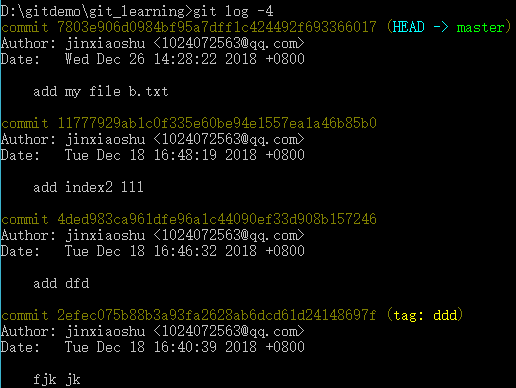 D:\gitdemo\git_learning>git log -4
commit 7803e906d0984bf95a7dff1c424492f693366017 (HEAD -> master)
Author: jinxiaoshu <1024072563@qq.com>
Date:   Wed Dec 26 14:28:22 2018 +0800
    add my file b.txt
commit 11777929ab1c0f335e60be94e1557ea1a46b85b0
Author: jinxiaoshu <1024072563@qq.com>
Date:   Tue Dec 18 16:48:19 2018 +0800
    add index2 111
commit 4ded983ca961dfe96a1c44090ef33d908b157246
Author: jinxiaoshu <1024072563@qq.com>
Date:   Tue Dec 18 16:46:32 2018 +0800
    add dfd
commit 2efec075b88b3a93fa2628ab6dcd61d24148697f (tag: ddd)
Author: jinxiaoshu <1024072563@qq.com>
Date:   Tue Dec 18 16:40:39 2018 +0800
    fjk jk